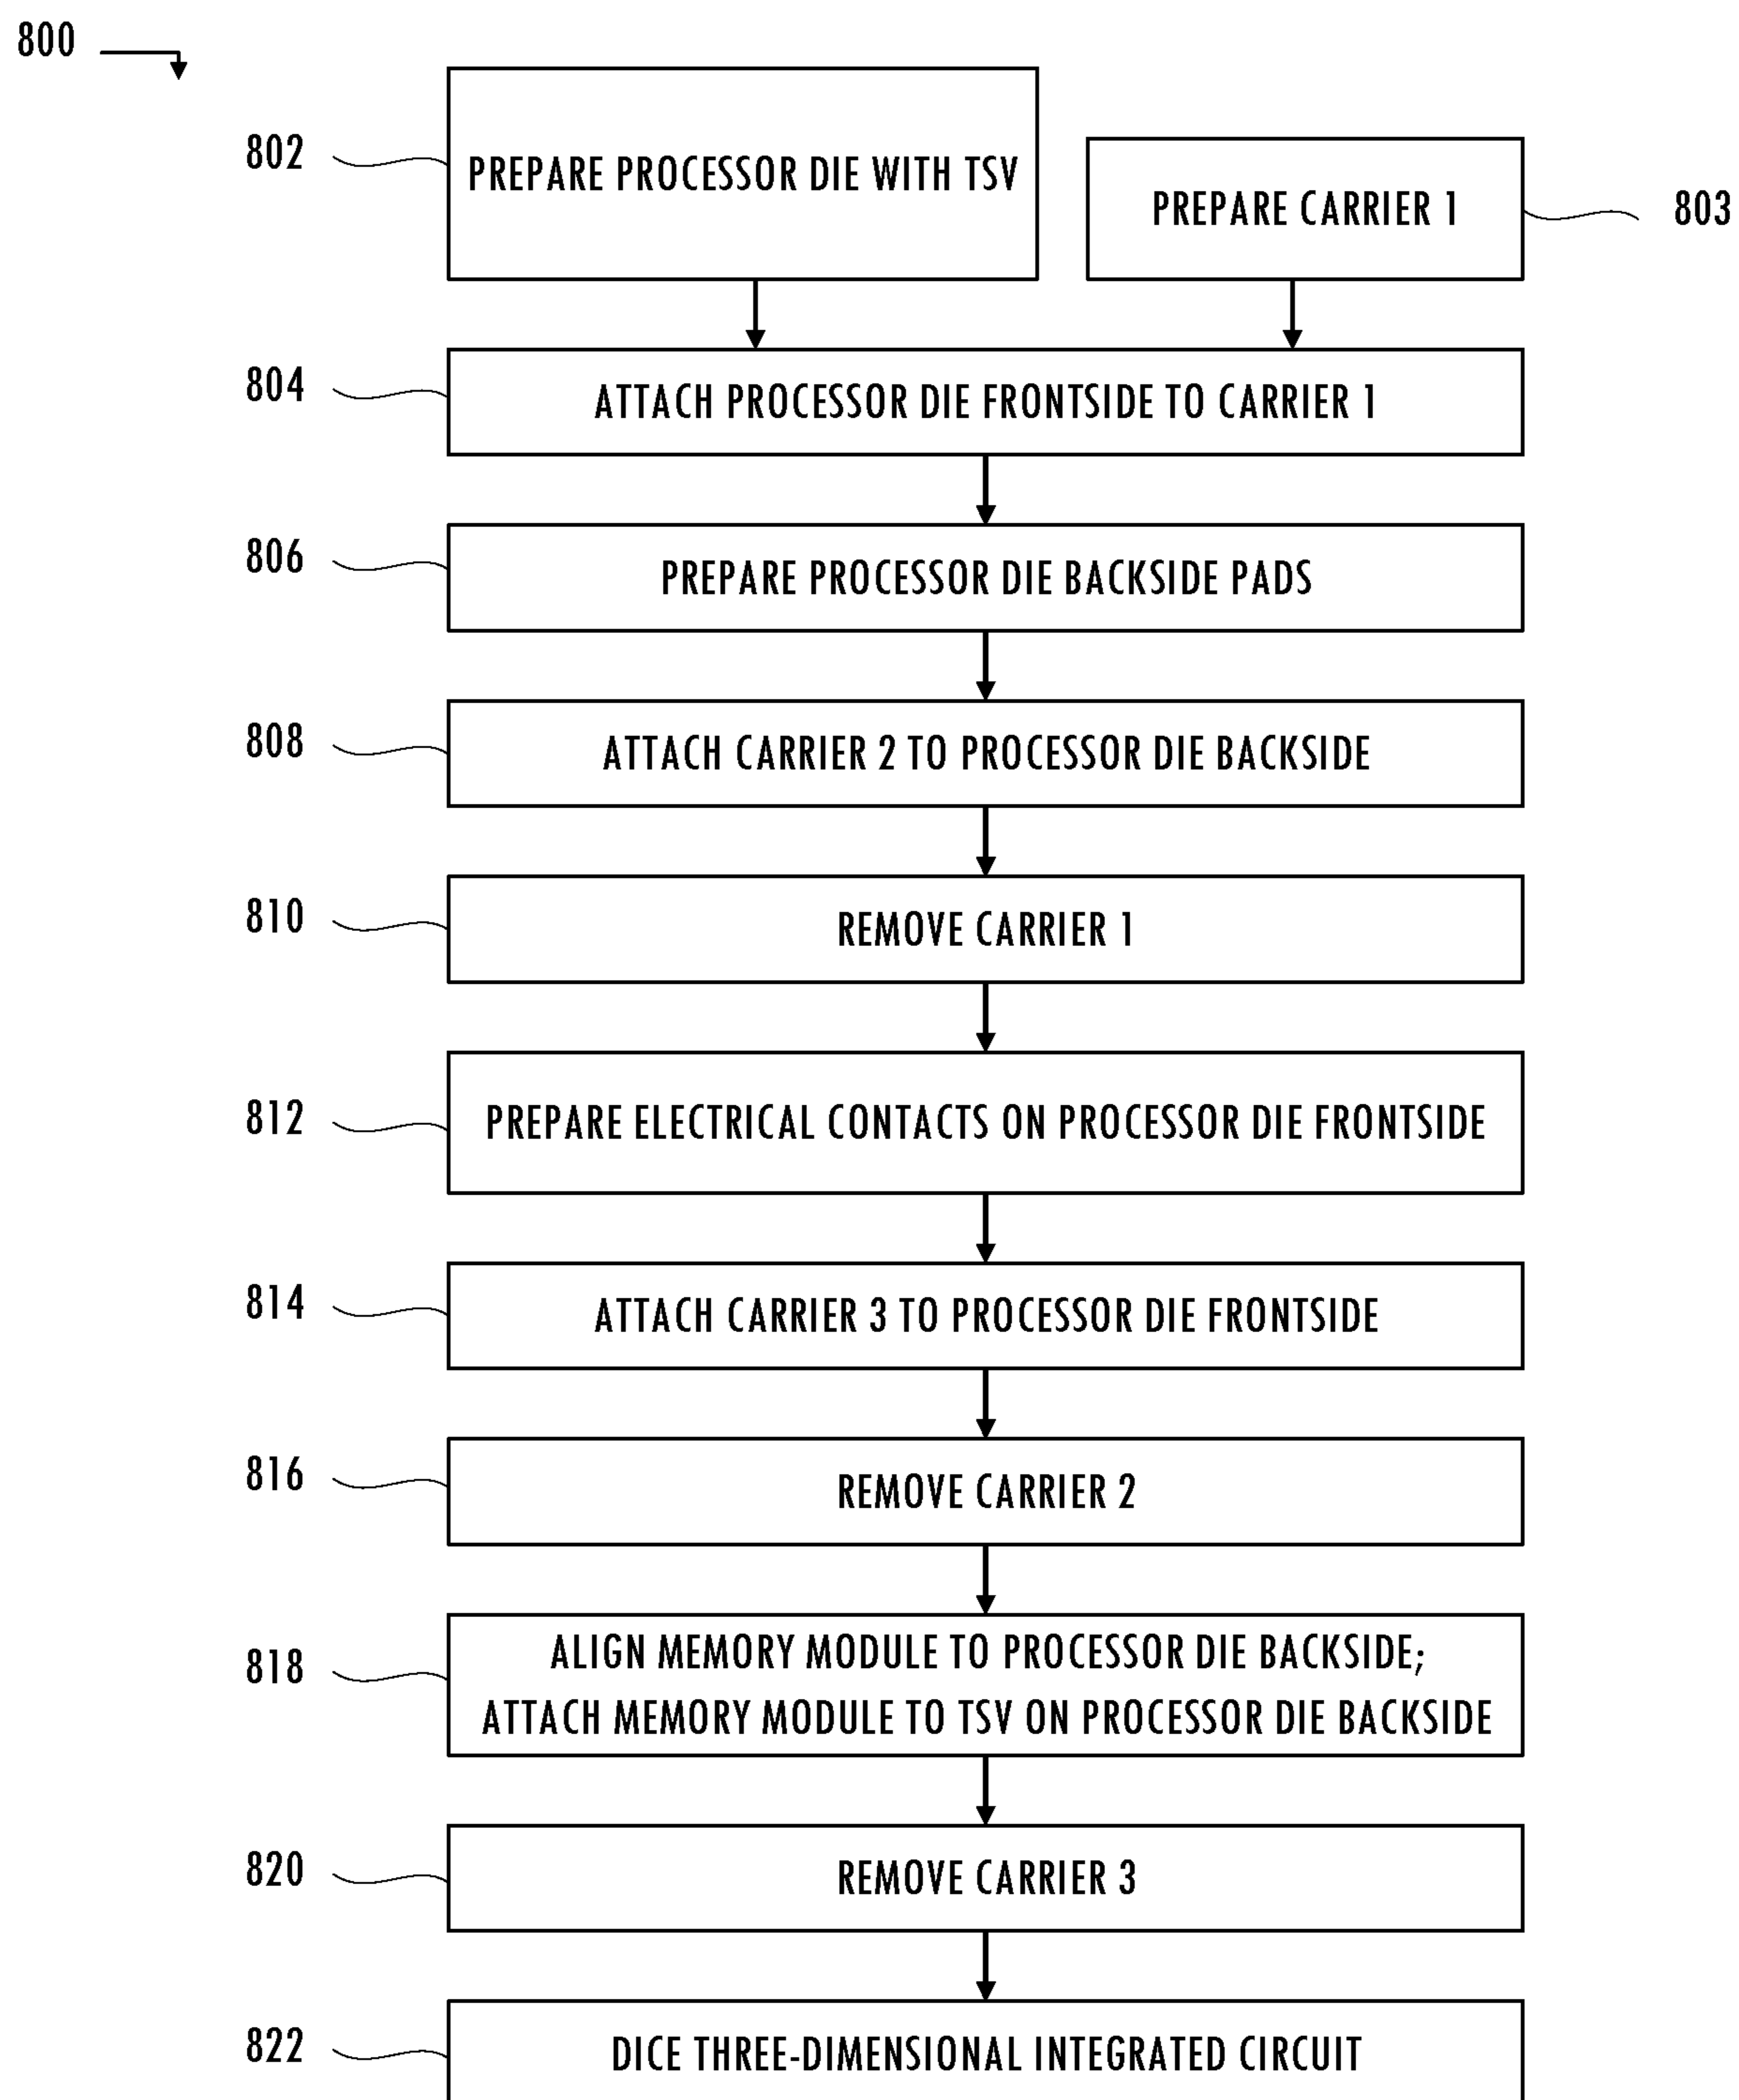 800
802
PREPARE PROCESSOR DIE WITH TSV
PREPARE CARRIER 1
803
804
ATTACH PROCESSOR DIE FRONTSIDE TO CARRIER 1
806
PREPARE PROCESSOR DIE BACKSIDE PADS
808
ATTACH CARRIER 2 TO PROCESSOR DIE BACKSIDE
810
REMOVE CARRIER 1
812
PREPARE ELECTRICAL CONTACTS ON PROCESSOR DIE FRONTSIDE
814
ATTACH CARRIER 3 TO PROCESSOR DIE FRONTSIDE
816
REMOVE CARRIER 2
818
ALIGN MEMORY MODULE TO PROCESSOR DIE BACKSIDE;
ATTACH MEMORY MODULE TO TSV ON PROCESSOR DIE BACKSIDE
820
REMOVE CARRIER 3
822
DICE THREE-DIMENSIONAL INTEGRATED CIRCUIT